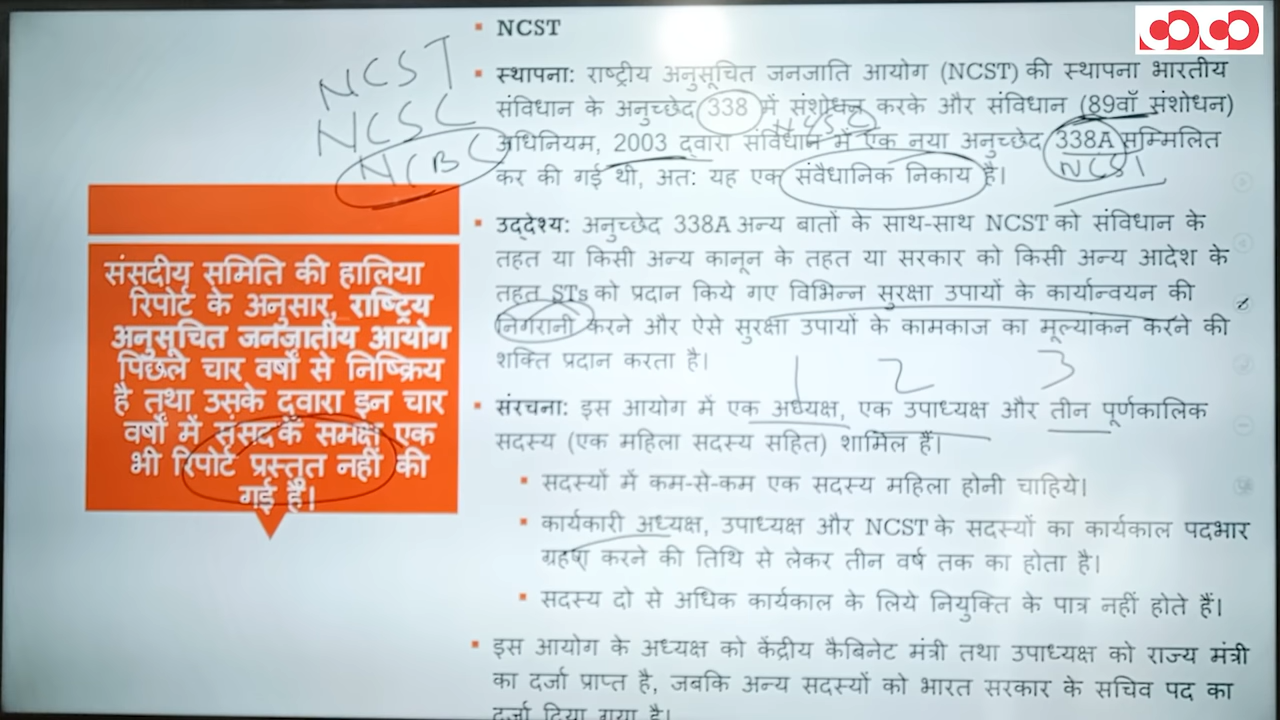 NCST
NCSC
NCBC
संसदीय समिति की हालिया
रिपोर्ट के अनुसार, राष्ट्रिय
अनुसूचित जनजातीय आयोग
पिछले चार वर्षों से निष्क्रिय
है तथा उसके द्वारा इन चार
वर्षों में संसद के समक्ष एक
भी रिपोर्ट प्रस्तुत नहीं की
गई है।
NCST
स्थापना: राष्ट्रीय अनुसूचित जनजाति आयोग (NCST) की स्थापना भारतीय
संविधान के अनुच्छेद 338 में संशोधन करके और संविधान (89वाँ संशोधन)
NCSC
अधिनियम, 2003 द्वारा संविधान में एक नया अनुच्छेद 338A सम्मिलित
कर की गई थी, अत: यह एक संवैधानिक निकाय है।
NCST
उद्देश्य: अनुच्छेद 338A अन्य बातों के साथ-साथ NCST को संविधान के
तहत या किसी अन्य कानून के तहत या सरकार को किसी अन्य आदेश के
तहत STs को प्रदान किये गए विभिन्न सुरक्षा उपायों के कार्यान्वयन की
निगरानी करने और ऐसे सुरक्षा उपायों के कामकाज का मूल्यांकन करने की
शक्ति प्रदान करता है।
1 2 3
संरचना: इस आयोग में एक अध्यक्ष, एक उपाध्यक्ष और तीन पूर्णकालिक
सदस्य (एक महिला सदस्य सहित) शामिल हैं।
सदस्यों में कम-से-कम एक सदस्य महिला होनी चाहिये।
कार्यकारी अध्यक्ष, उपाध्यक्ष और NCST के सदस्यों का कार्यकाल पदभार
ग्रहण करने की तिथि से लेकर तीन वर्ष तक का होता है।
सदस्य दो से अधिक कार्यकाल के लिये नियुक्ति के पात्र नहीं होते हैं।
इस आयोग के अध्यक्ष को केंद्रीय कैबिनेट मंत्री तथा उपाध्यक्ष को राज्य मंत्री
का दर्जा प्राप्त है, जबकि अन्य सदस्यों को भारत सरकार के सचिव पद का
दर्जा दिया गया है।